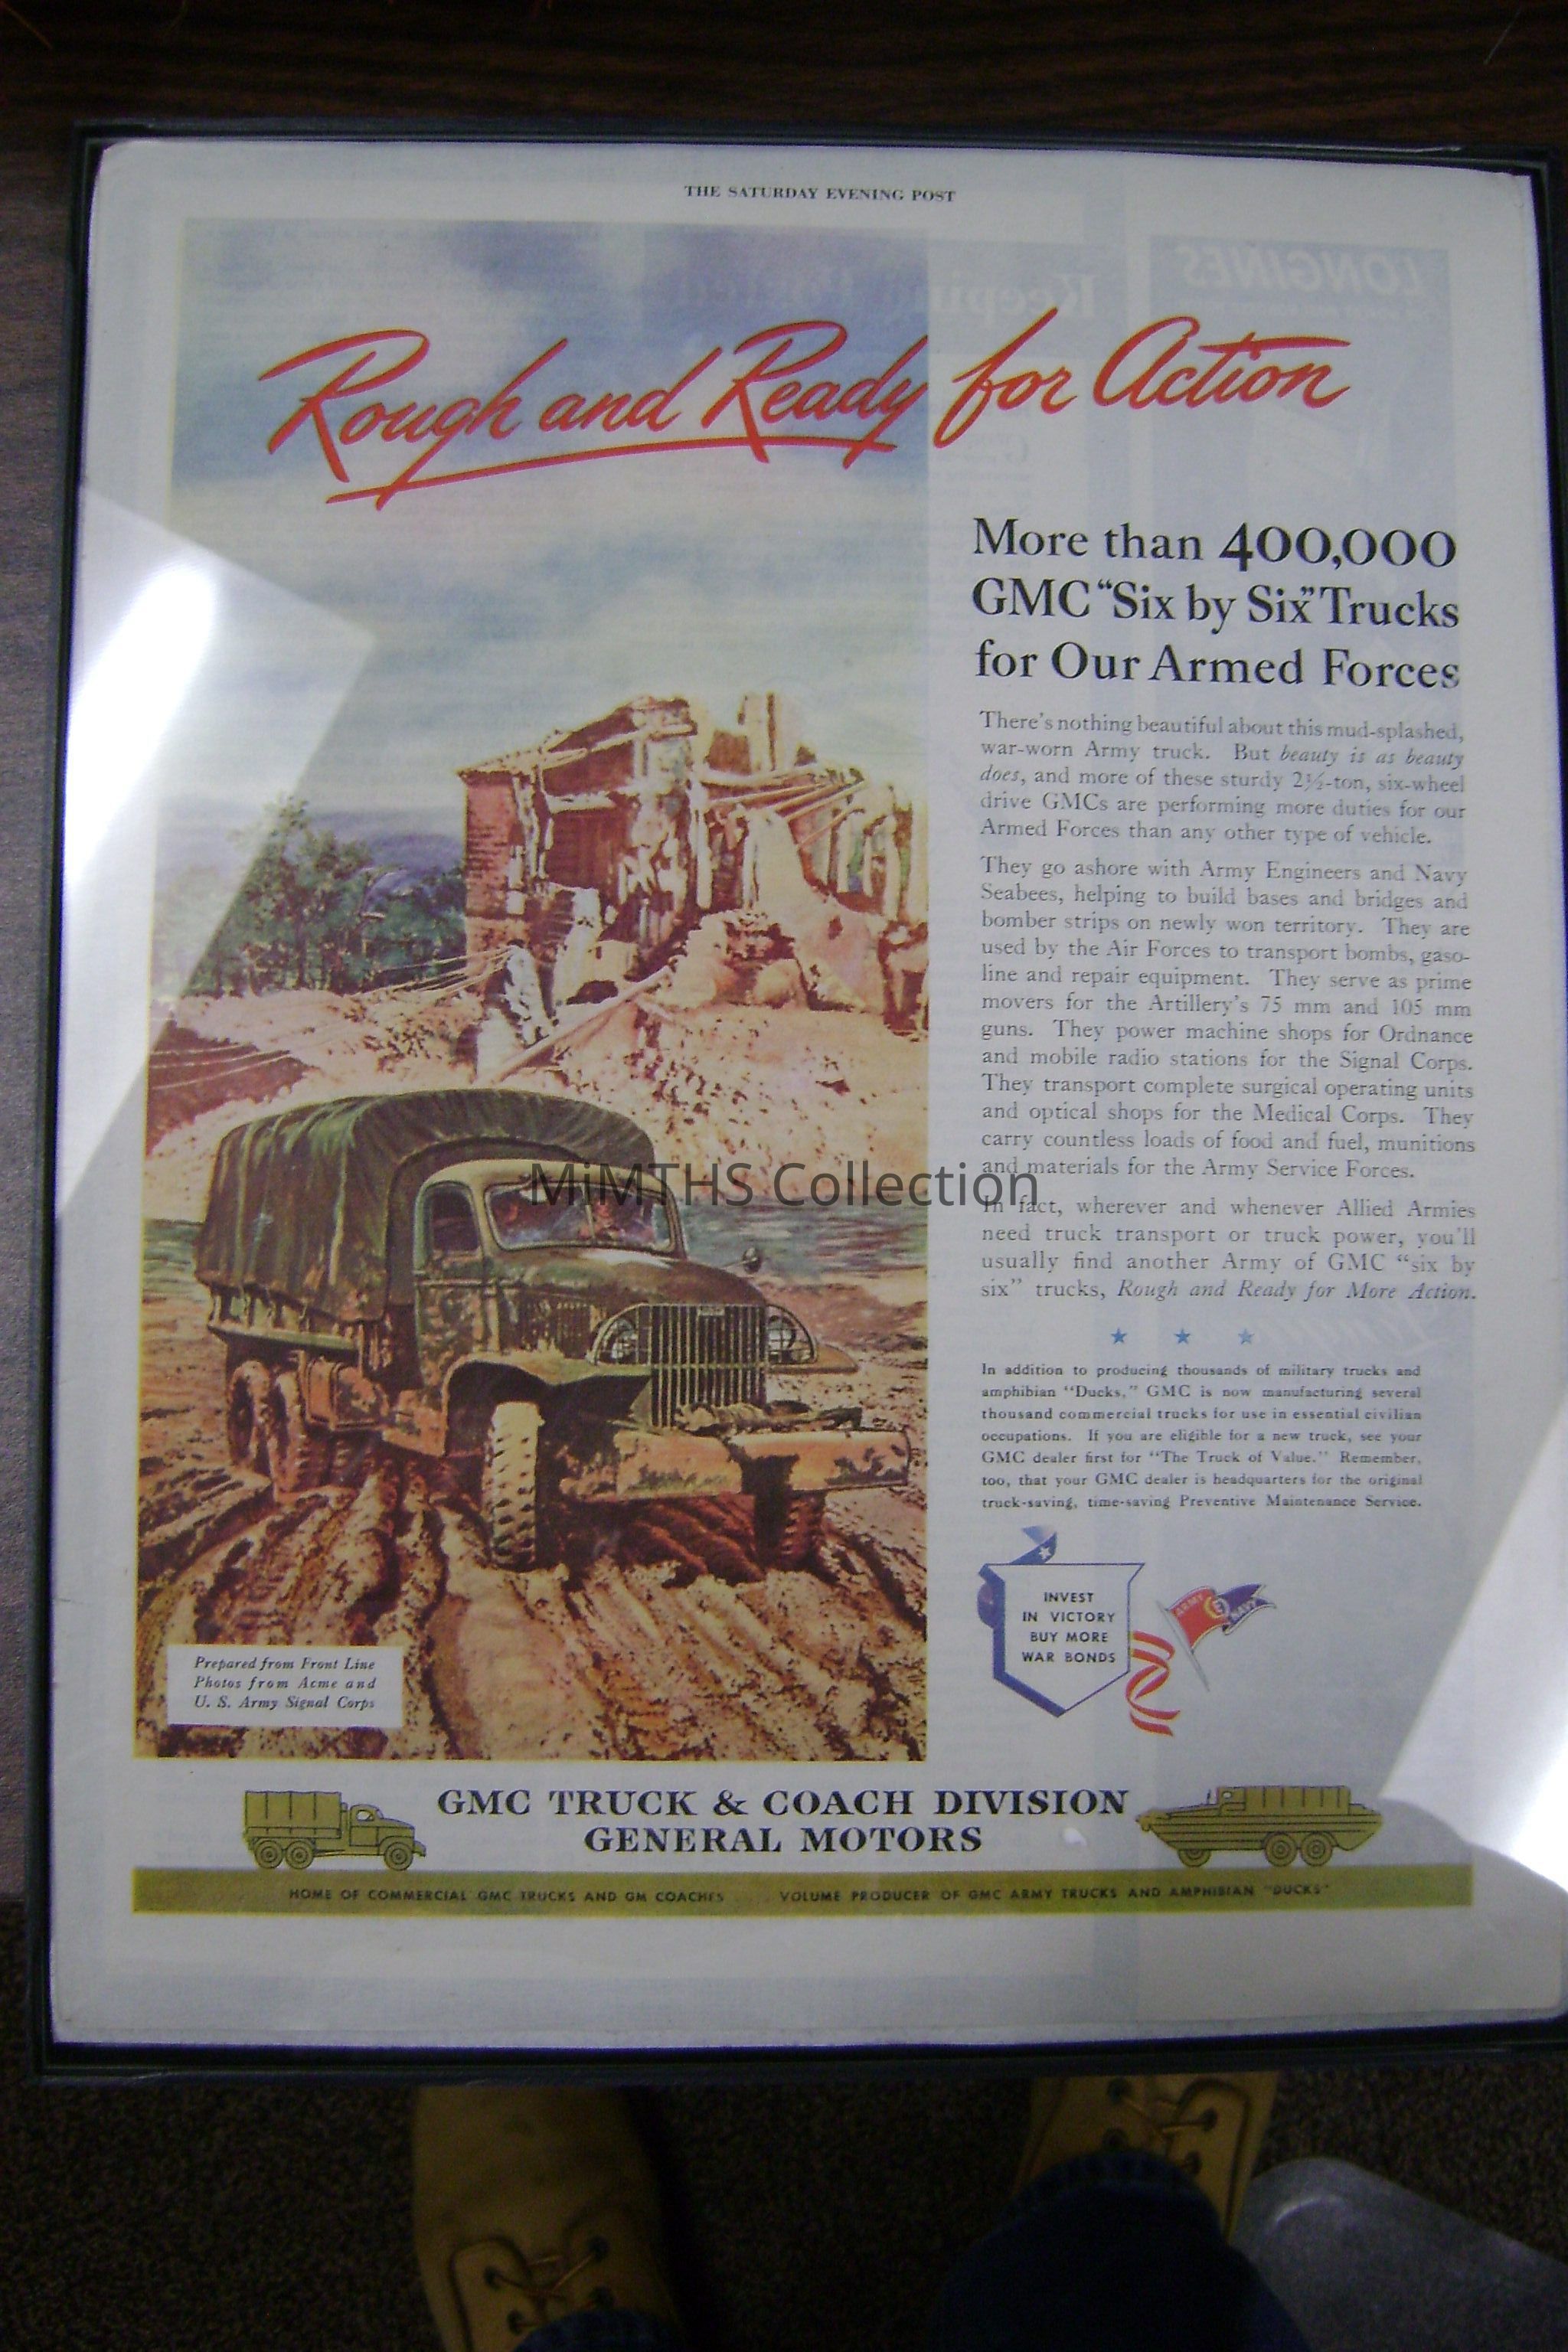 THE SATURDAY EVENING POST
LONGINES
Rough and Ready for Action
More than 400,000
GMC “Six by Six” Trucks
for Our Armed Forces
There's nothing beautiful about this mud-splashed,
war-worn Army truck. But beauty is as beauty
does, and more of these sturdy 2½-ton, six-wheel
drive GMCs are performing more duties for our
Armed Forces than any other type of vehicle.
They go ashore with Army Engineers and Navy
Seabees, helping to build bases and bridges and
bomber strips on newly won territory. They are
used by the Air Forces to transport bombs, gaso-
line and repair equipment. They serve as prime
movers for the Artillery's 75 mm and 105 mm
guns. They power machine shops for Ordnance
and mobile radio stations for the Signal Corps.
They transport complete surgical operating units
and optical shops for the Medical Corps. They
carry countless loads of food and fuel, munitions
and materials for the Army Service Forces.
In fact, wherever and whenever Allied Armies
need truck transport or truck power, you'll
usually find another Army of GMC “six by
six” trucks, Rough and Ready for More Action.
In addition to producing thousands of military trucks and
amphibian “Ducks,” GMC is now manufacturing several
thousand commercial trucks for use in essential civilian
occupations. If you are eligible for a new truck, see your
GMC dealer first for “The Truck of Value.” Remember,
too, that your GMC dealer is headquarters for the original
truck-saving, time-saving Preventive Maintenance Service.
INVEST
IN VICTORY
BUY MORE
WAR BONDS
ARMY E NAVY
Prepared from Front Line
Photos from Acme and
U. S. Army Signal Corps
GMC TRUCK & COACH DIVISION
GENERAL MOTORS
HOME OF COMMERCIAL GMC TRUCKS AND GM COACHES . . . . VOLUME PRODUCER OF GMC ARMY TRUCKS AND AMPHIBIAN “DUCKS”
MiMTHS Collection